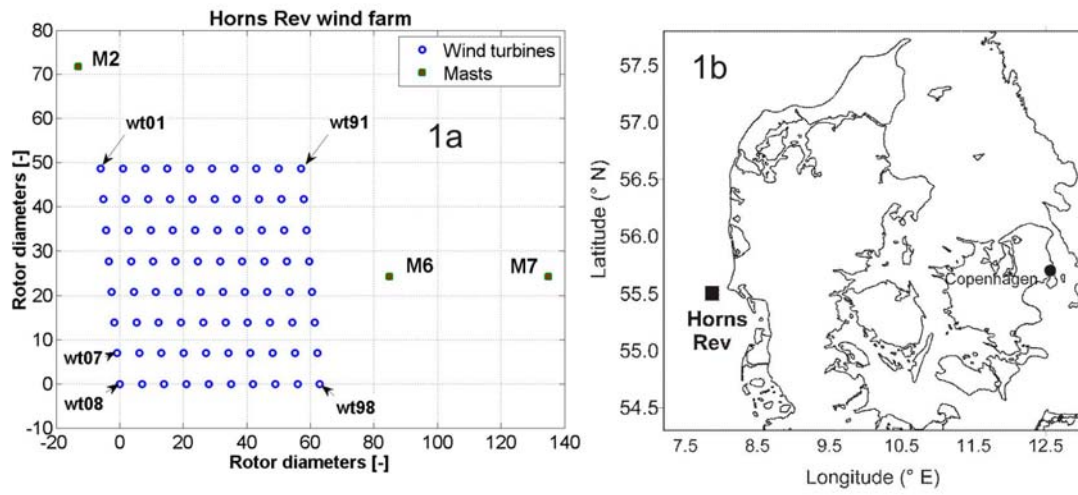 Horns Rev wind farm
80
70
60
50
40
30
20
10
0
-10
-20
0
20
40
60
80
100
120
140
Rotor diameters [-]
Rotor diameters [-]
Wind turbines
Masts
M2
wt01
wt91
1a
M6
M7
wt07
wt08
wt98
1b
57.5
57.0
56.5
56.0
55.5
55.0
54.5
Latitude (° N)
Copenhagen
Horns
Rev
7.5
8.5
9.5
10.5
11.5
12.5
Longitude (° E)